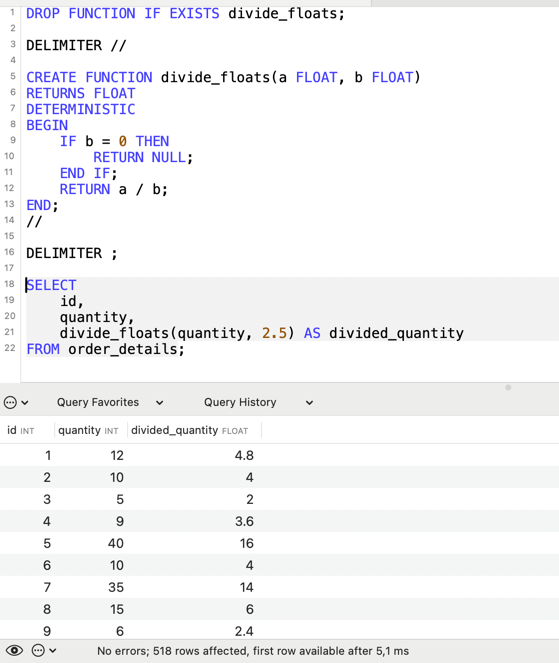 1 DROP FUNCTION IF EXISTS divide_floats;
2
3 DELIMITER //
4
5 CREATE FUNCTION divide_floats(a FLOAT, b FLOAT)
6 RETURNS FLOAT
7 DETERMINISTIC
8 BEGIN
9     IF b = 0 THEN
10         RETURN NULL;
11     END IF;
12     RETURN a / b;
13 END;
14 //
15
16 DELIMITER ;
17
18 SELECT
19     id,
20     quantity,
21     divide_floats(quantity, 2.5) AS divided_quantity
22 FROM order_details;
Query Favorites Query History
id INT quantity INT divided_quantity FLOAT
1 12 4.8
2 10 4
3 5 2
4 9 3.6
5 40 16
6 10 4
7 35 14
8 15 6
9 6 2.4
No errors; 518 rows affected, first row available after 5,1 ms